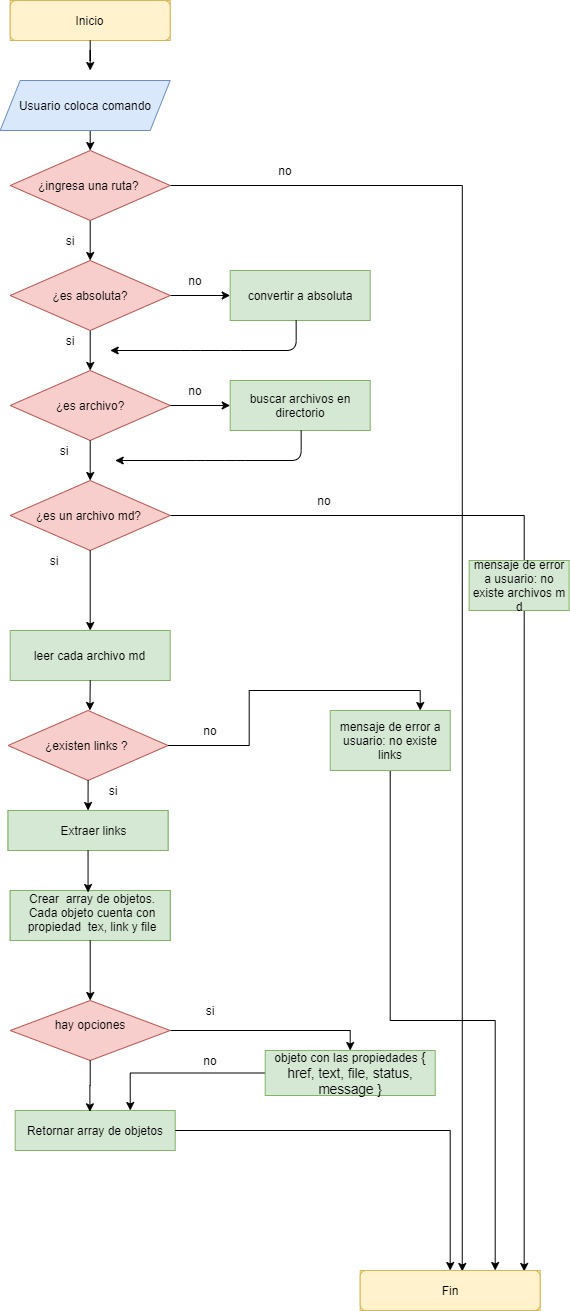 Inicio
Usuario coloca comando
¿ingresa una ruta?
no
si
¿es absoluta?
no
convertir a absoluta
si
¿es archivo?
no
buscar archivos en
directorio
si
¿es un archivo md?
no
si
mensaje de error
a usuario: no
existe archivos m
d
leer cada archivo md
¿existen links ?
no
mensaje de error a
usuario: no existe
links
si
Extraer links
Crear array de objetos.
Cada objeto cuenta con
propiedad tex, link y file
hay opciones
si
objeto con las propiedades {
href, text, file, status,
message }
no
Retornar array de objetos
Fin